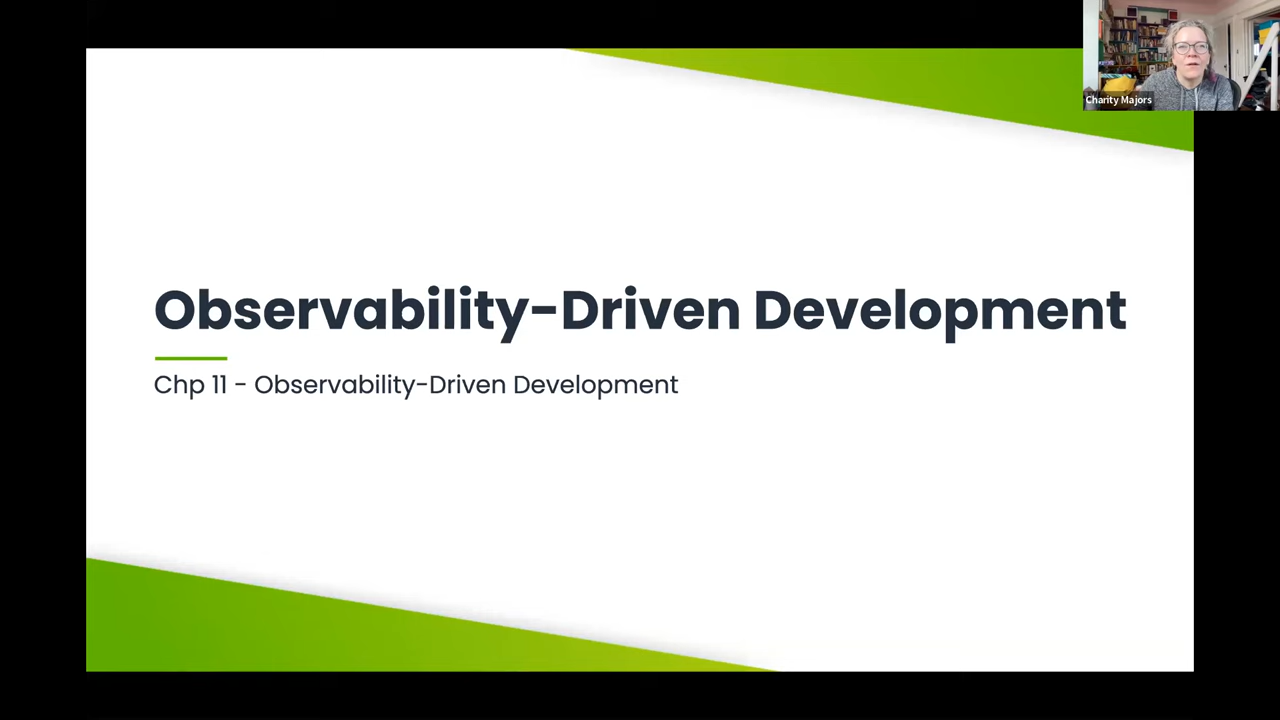 Charity Majors
Observability-Driven Development
Chp 11 - Observability-Driven Development